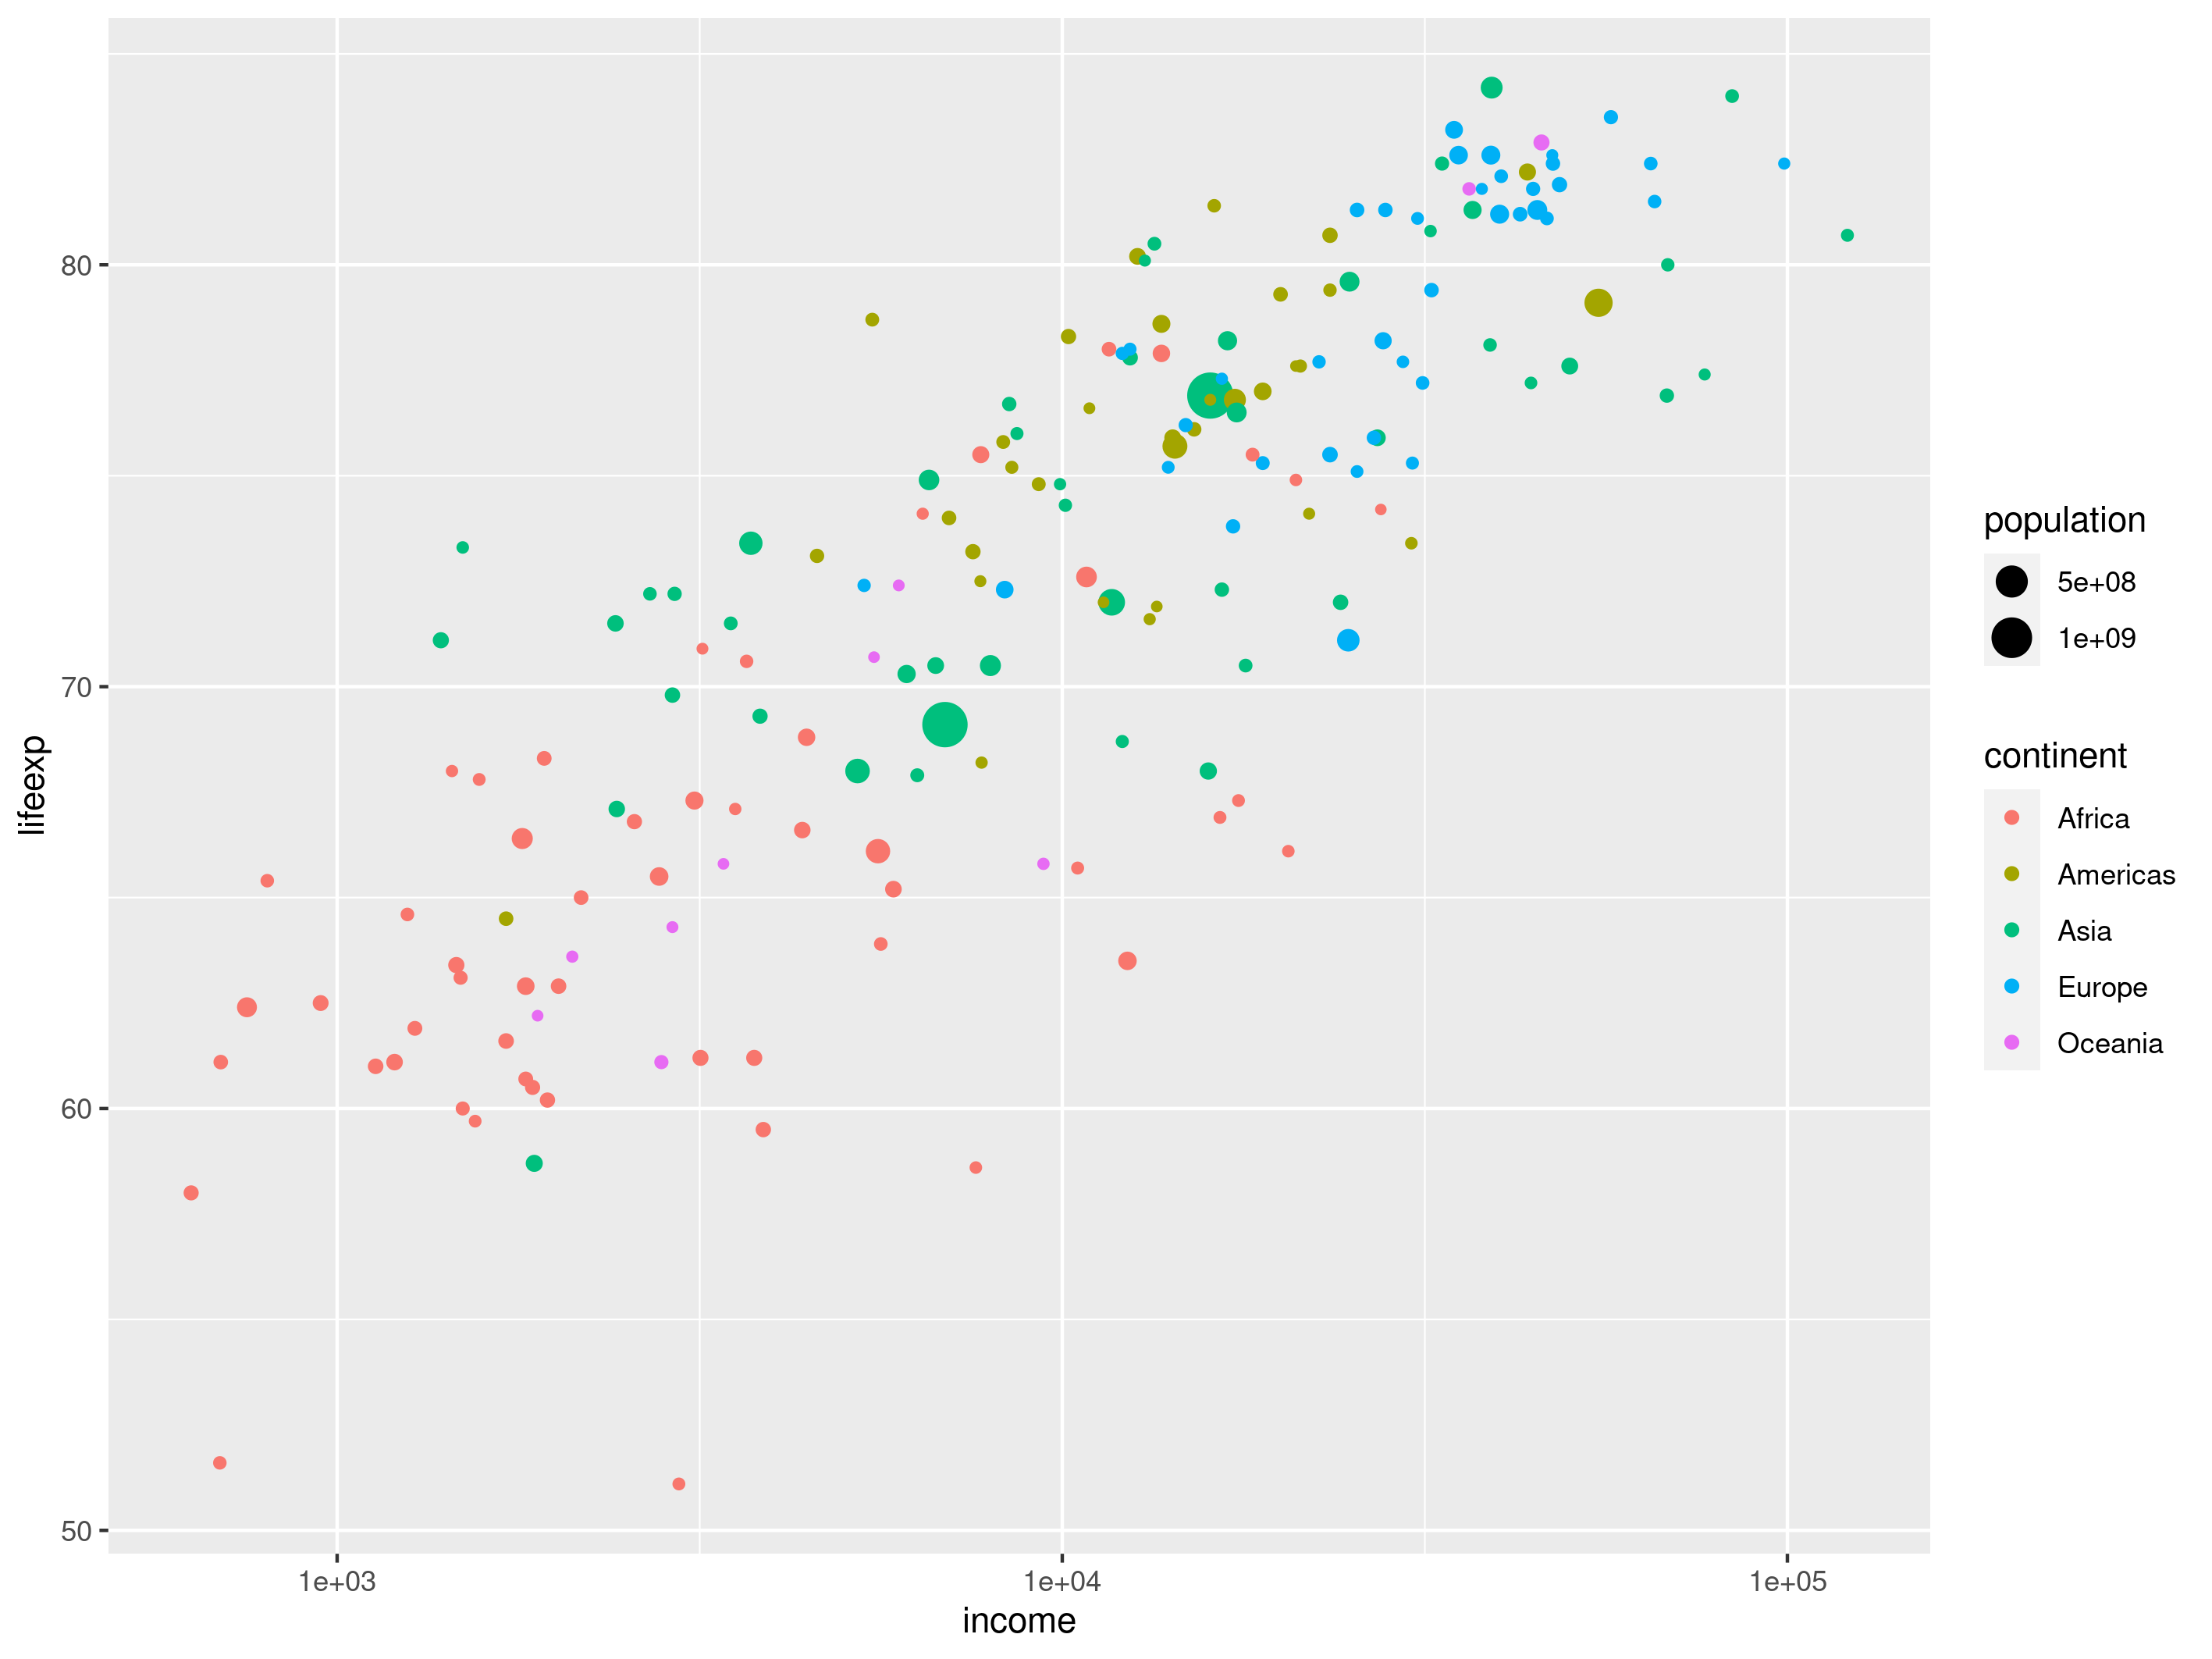 80
70
60
50
lifeexp
1e+03
1e+04
1e+05
income
population
5e+08
1e+09
continent
Africa
Americas
Asia
Europe
Oceania